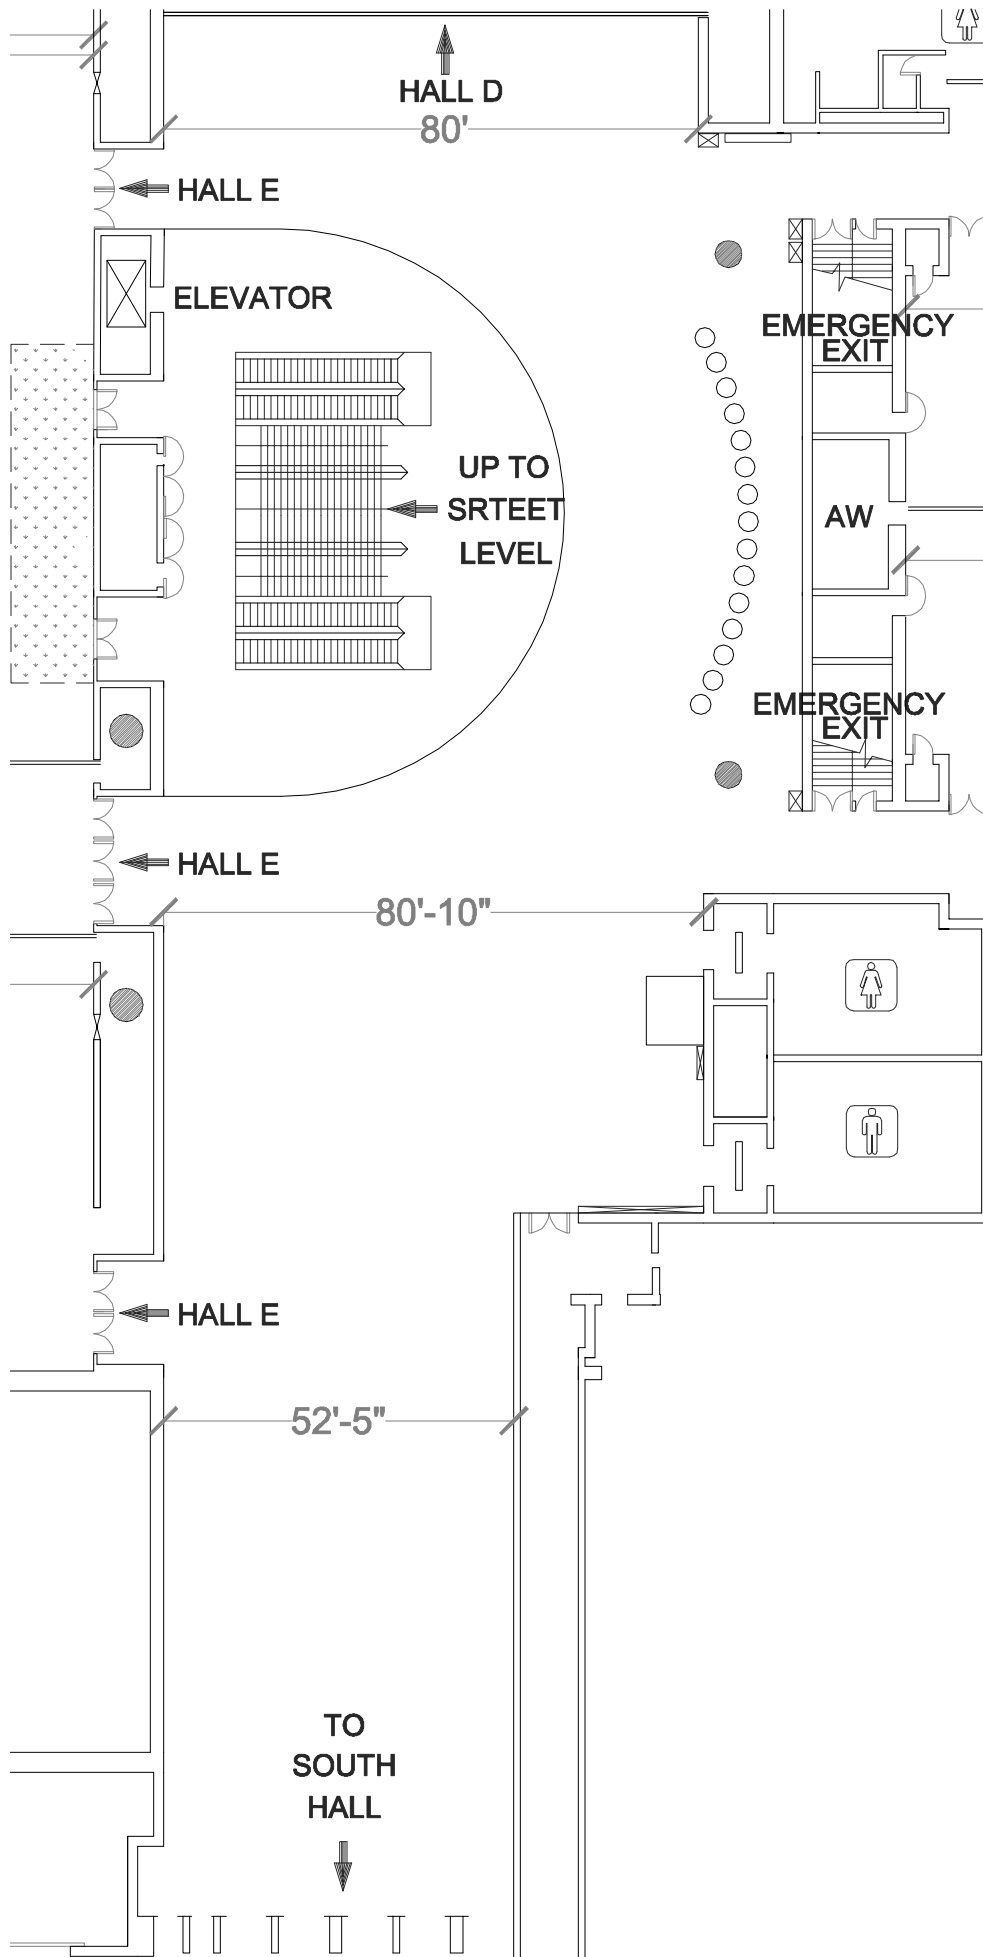 HALL D
80'
HALL E
ELEVATOR
EMERGENCY
EXIT
UP TO
SRTEET
LEVEL
AW
EMERGENCY
EXIT
HALL E
80'-10"
HALL E
52'-5"
TO
SOUTH
HALL